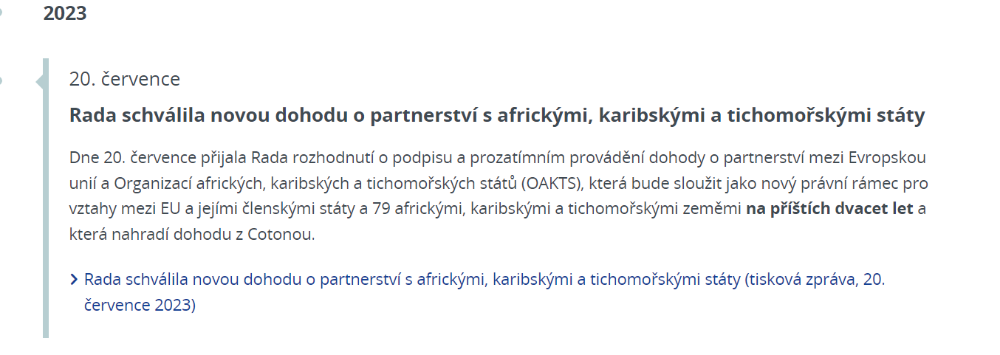 2023
20. července
Rada schválila novou dohodu o partnerství s africkými, karibskými a tichomořskými státy
Dne 20. července přijala Rada rozhodnutí o podpisu a prozatímním provádění dohody o partnerství mezi Evropskou
unií a Organizací afrických, karibských a tichomořských států (OAKTS), která bude sloužit jako nový právní rámec pro
vztahy mezi EU a jejími členskými státy a 79 africkými, karibskými a tichomořskými zeměmi na příštích dvacet let a
která nahradí dohodu z Cotonou.
Rada schválila novou dohodu o partnerství s africkými, karibskými a tichomořskými státy (tisková zpráva, 20.
července 2023)